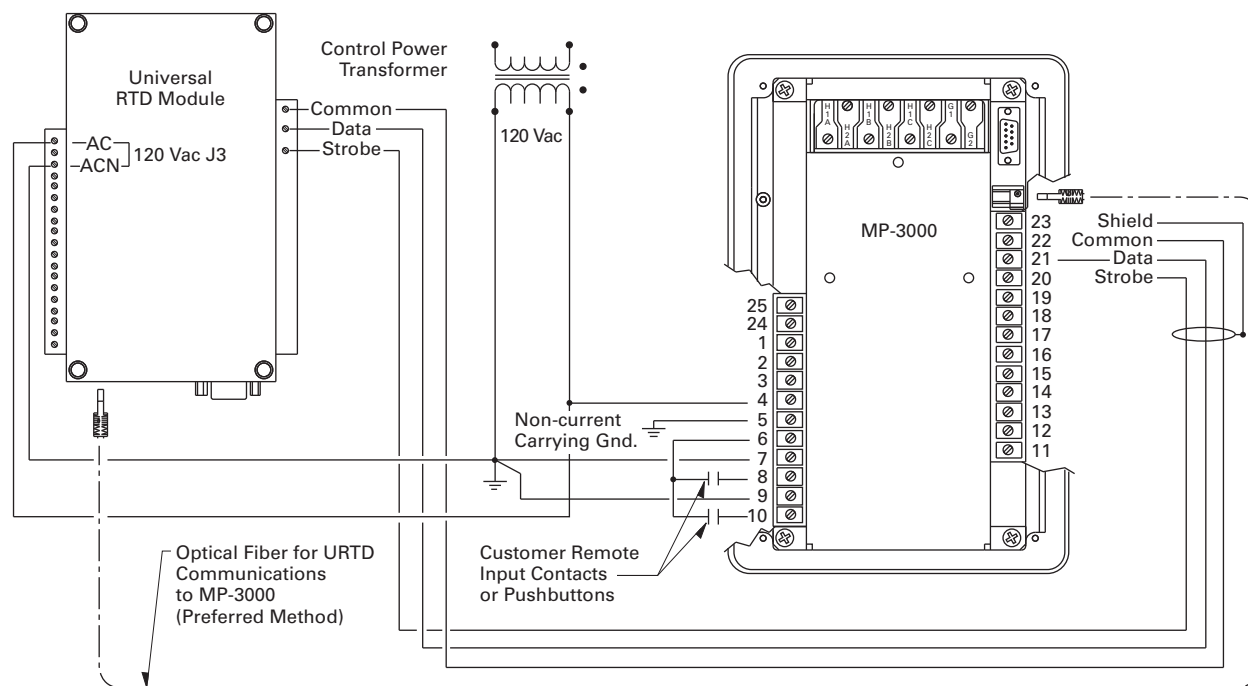 Universal
RTD Module
Common
Data
Strobe
AC
ACN
120 Vac J3
Control Power
Transformer
120 Vac
H1A
H2A
H1B
H2B
H1C
H2C
G1
G2
MP-3000
23
22
21
20
19
18
17
16
15
14
13
12
11
Shield
Common
Data
Strobe
25
24
1
2
3
4
5
6
7
8
9
10
Non-current
Carrying Gnd.
Optical Fiber for URTD
Communications
to MP-3000
(Preferred Method)
Customer Remote
Input Contacts
or Pushbuttons